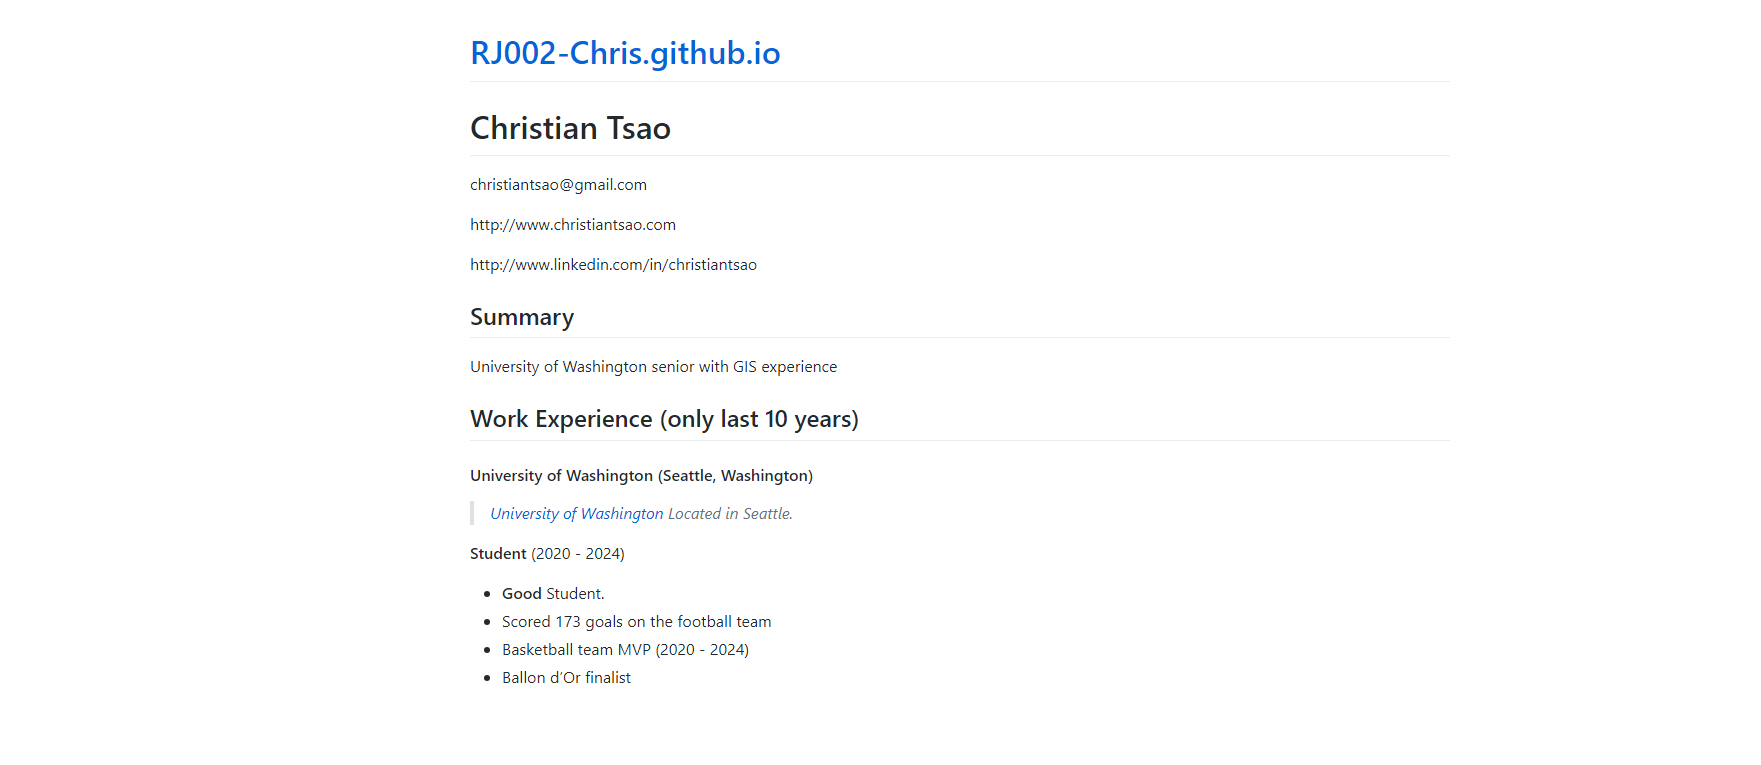 RJ002-Chris.github.io
Christian Tsao
christiantsao@gmail.com
http://www.christiantsao.com
http://www.linkedin.com/in/christiantsao
Summary
University of Washington senior with GIS experience
Work Experience (only last 10 years)
University of Washington (Seattle, Washington)
University of Washington Located in Seattle.
Student (2020 - 2024)
Good Student.
Scored 173 goals on the football team
Basketball team MVP (2020 - 2024)
Ballon d’Or finalist